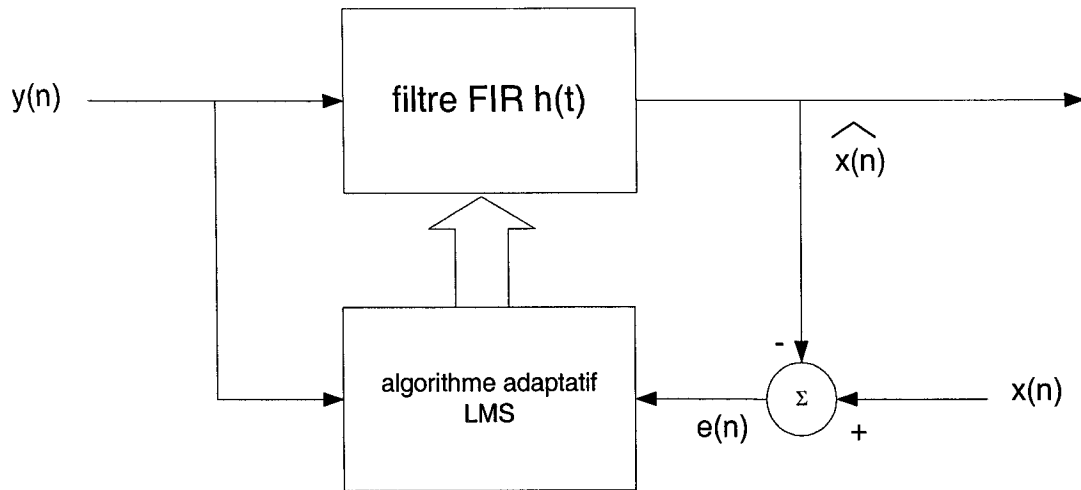 y(n)
filtre FIR h(t)
x(n)
algorithme adaptatif
LMS
-
Σ
+
e(n)
x(n)